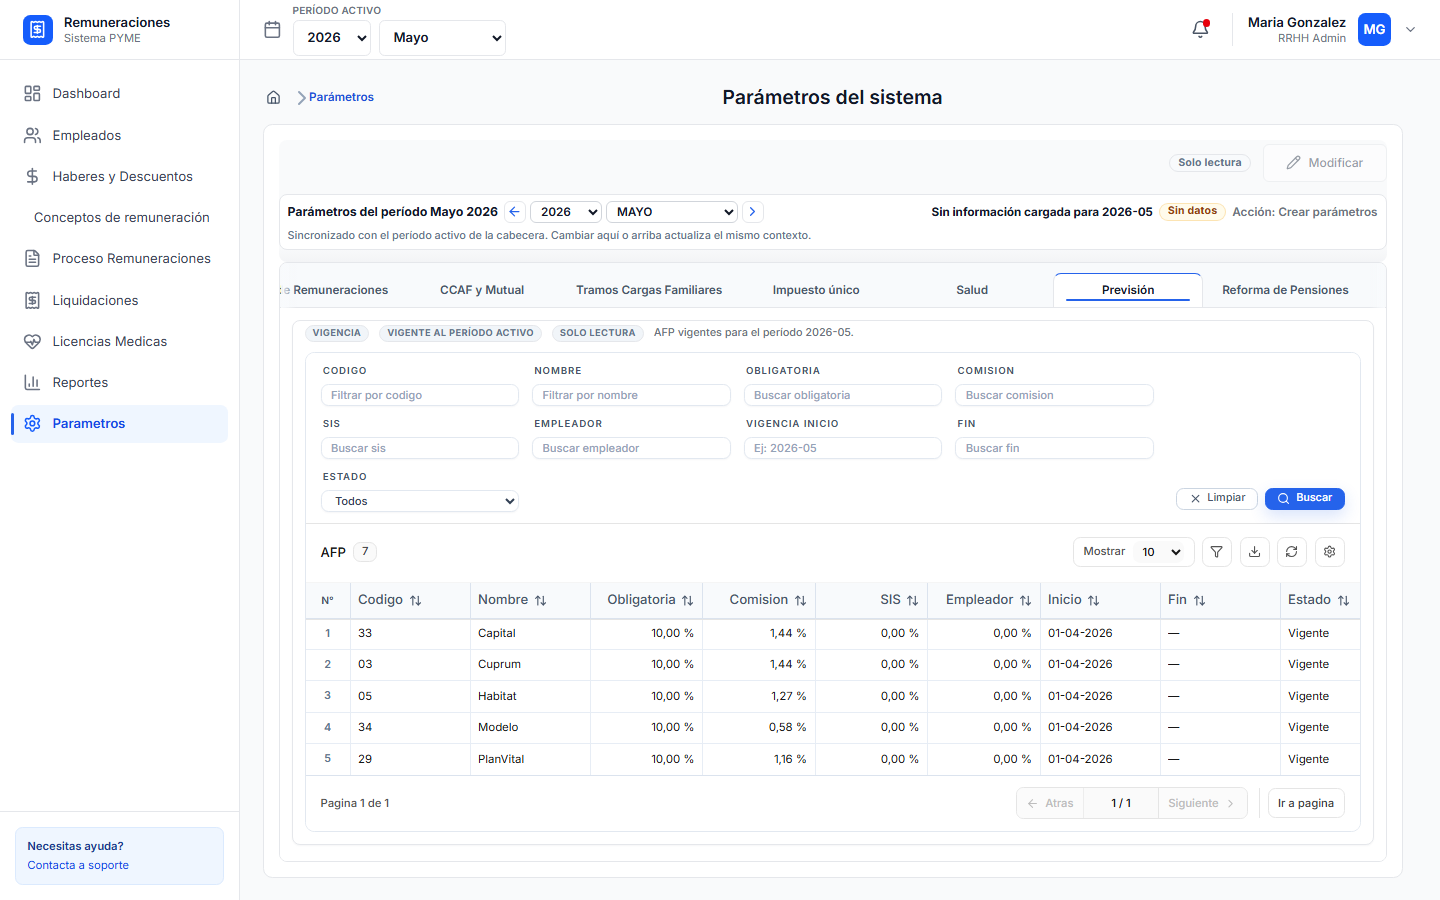 Remuneraciones
Sistema PYME
PERÍODO ACTIVO
2026 Mayo
Maria Gonzalez
RRHH Admin
MG
Dashboard
Empleados
Haberes y Descuentos
Conceptos de remuneración
Proceso Remuneraciones
Liquidaciones
Licencias Medicas
Reportes
Parametros
Necesitas ayuda?
Contacta a soporte
Parámetros
Parámetros del sistema
Solo lectura Modificar
Parámetros del período Mayo 2026 2026 MAYO Sin información cargada para 2026-05 Sin datos Acción: Crear parámetros
Sincronizado con el período activo de la cabecera. Cambiar aquí o arriba actualiza el mismo contexto.
e Remuneraciones CCAF y Mutual Tramos Cargas Familiares Impuesto único Salud Previsión Reforma de Pensiones
VIGENCIA VIGENTE AL PERÍODO ACTIVO SOLO LECTURA AFP vigentes para el período 2026-05.
CODIGO NOMBRE OBLIGATORIA COMISION
Filtrar por codigo Filtrar por nombre Buscar obligatoria Buscar comision
SIS EMPLEADOR VIGENCIA INICIO FIN
Buscar sis Buscar empleador Ej: 2026-05 Buscar fin
ESTADO
Todos Limpiar Buscar
AFP 7 Mostrar 10
N° Codigo Nombre Obligatoria Comision SIS Empleador Inicio Fin Estado
1 33 Capital 10,00 % 1,44 % 0,00 % 0,00 % 01-04-2026 — Vigente
2 03 Cuprum 10,00 % 1,44 % 0,00 % 0,00 % 01-04-2026 — Vigente
3 05 Habitat 10,00 % 1,27 % 0,00 % 0,00 % 01-04-2026 — Vigente
4 34 Modelo 10,00 % 0,58 % 0,00 % 0,00 % 01-04-2026 — Vigente
5 29 PlanVital 10,00 % 1,16 % 0,00 % 0,00 % 01-04-2026 — Vigente
Pagina 1 de 1 Atras 1 / 1 Siguiente Ir a pagina